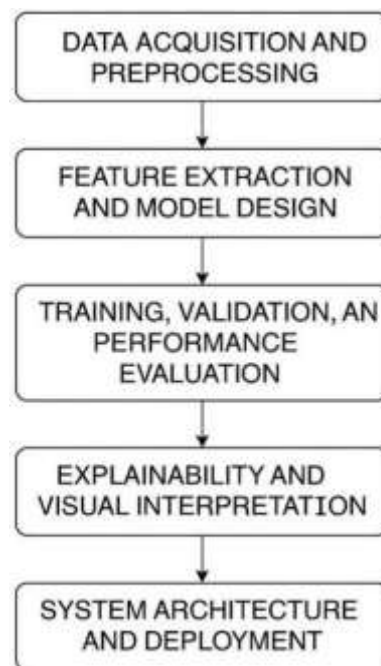 DATA ACQUISITION AND
PREPROCESSING
FEATURE EXTRACTION
AND MODEL DESIGN
TRAINING, VALIDATION, AN
PERFORMANCE
EVALUATION
EXPLAINABILITY AND
VISUAL INTERPRETATION
SYSTEM ARCHITECTURE
AND DEPLOYMENT